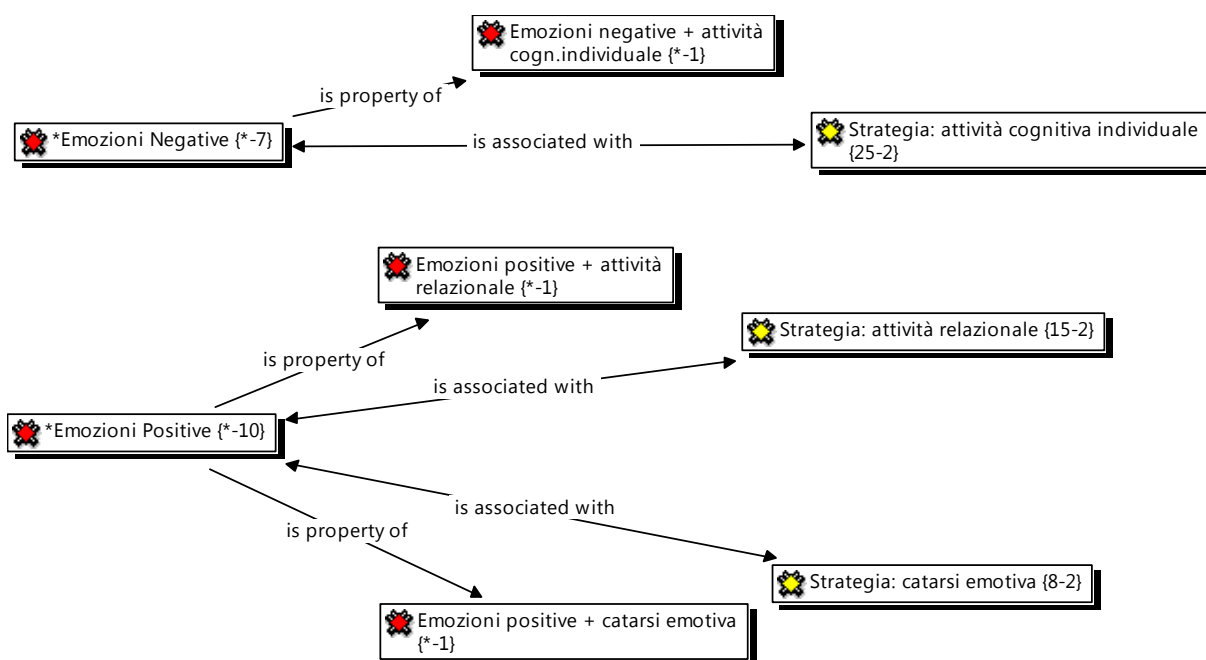 Emozioni negative + attività
cogn.individuale {*-1}
is property of
*Emozioni Negative {*-7}
is associated with
Strategia: attività cognitiva individuale
{25-2}
Emozioni positive + attività
relazionale {*-1}
Strategia: attività relazionale {15-2}
is property of
is associated with
*Emozioni Positive {*-10}
is associated with
is property of
Strategia: catarsi emotiva {8-2}
Emozioni positive + catarsi emotiva
{*-1}